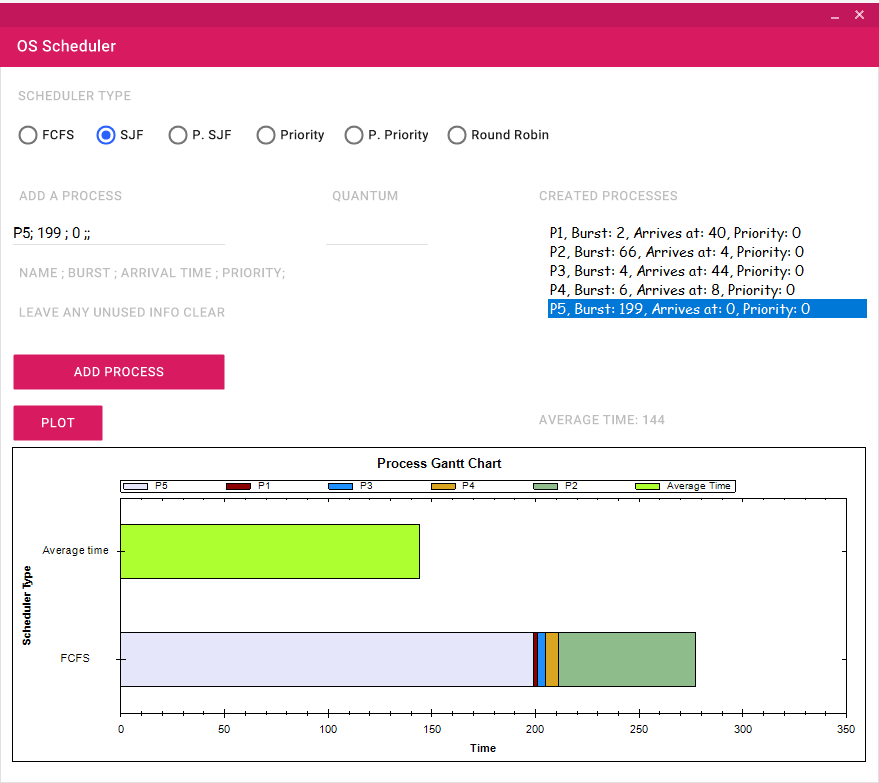 OS Scheduler
SCHEDULER TYPE
FCFS SJF P. SJF Priority P. Priority Round Robin
ADD A PROCESS QUANTUM CREATED PROCESSES
P5; 199 ; 0 ;;
P1, Burst: 2, Arrives at: 40, Priority: 0
P2, Burst: 66, Arrives at: 4, Priority: 0
P3, Burst: 4, Arrives at: 44, Priority: 0
P4, Burst: 6, Arrives at: 8, Priority: 0
P5, Burst: 199, Arrives at: 0, Priority: 0
NAME ; BURST ; ARRIVAL TIME ; PRIORITY;
LEAVE ANY UNUSED INFO CLEAR
ADD PROCESS
PLOT
AVERAGE TIME: 144
Process Gantt Chart
P5 P1 P3 P4 P2 Average Time
Scheduler Type
Average time
FCFS
0 50 100 150 200 250 300 350
Time